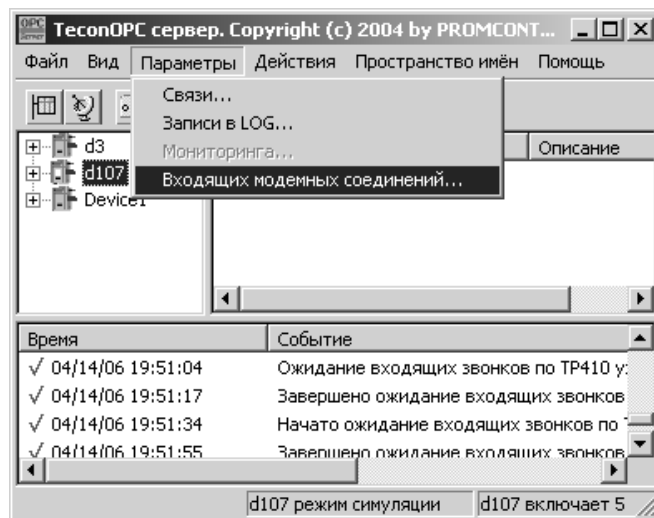 OPC Server TeconOPC сервер. Copyright (c) 2004 by PROMCONT...
Файл Вид Параметры Действия Пространство имён Помощь
Связи...
Записи в LOG...
Мониторинга...
Входящих модемных соединений...
d3
d107
Device1
Описание
Время Событие
04/14/06 19:51:04 Ожидание входящих звонков по ТР410 у
04/14/06 19:51:17 Завершено ожидание входящих звонков
04/14/06 19:51:34 Начато ожидание входящих звонков по
04/14/06 19:51:55 Завершено ожидание входящих звонков
d107 режим симуляции d107 включает 5